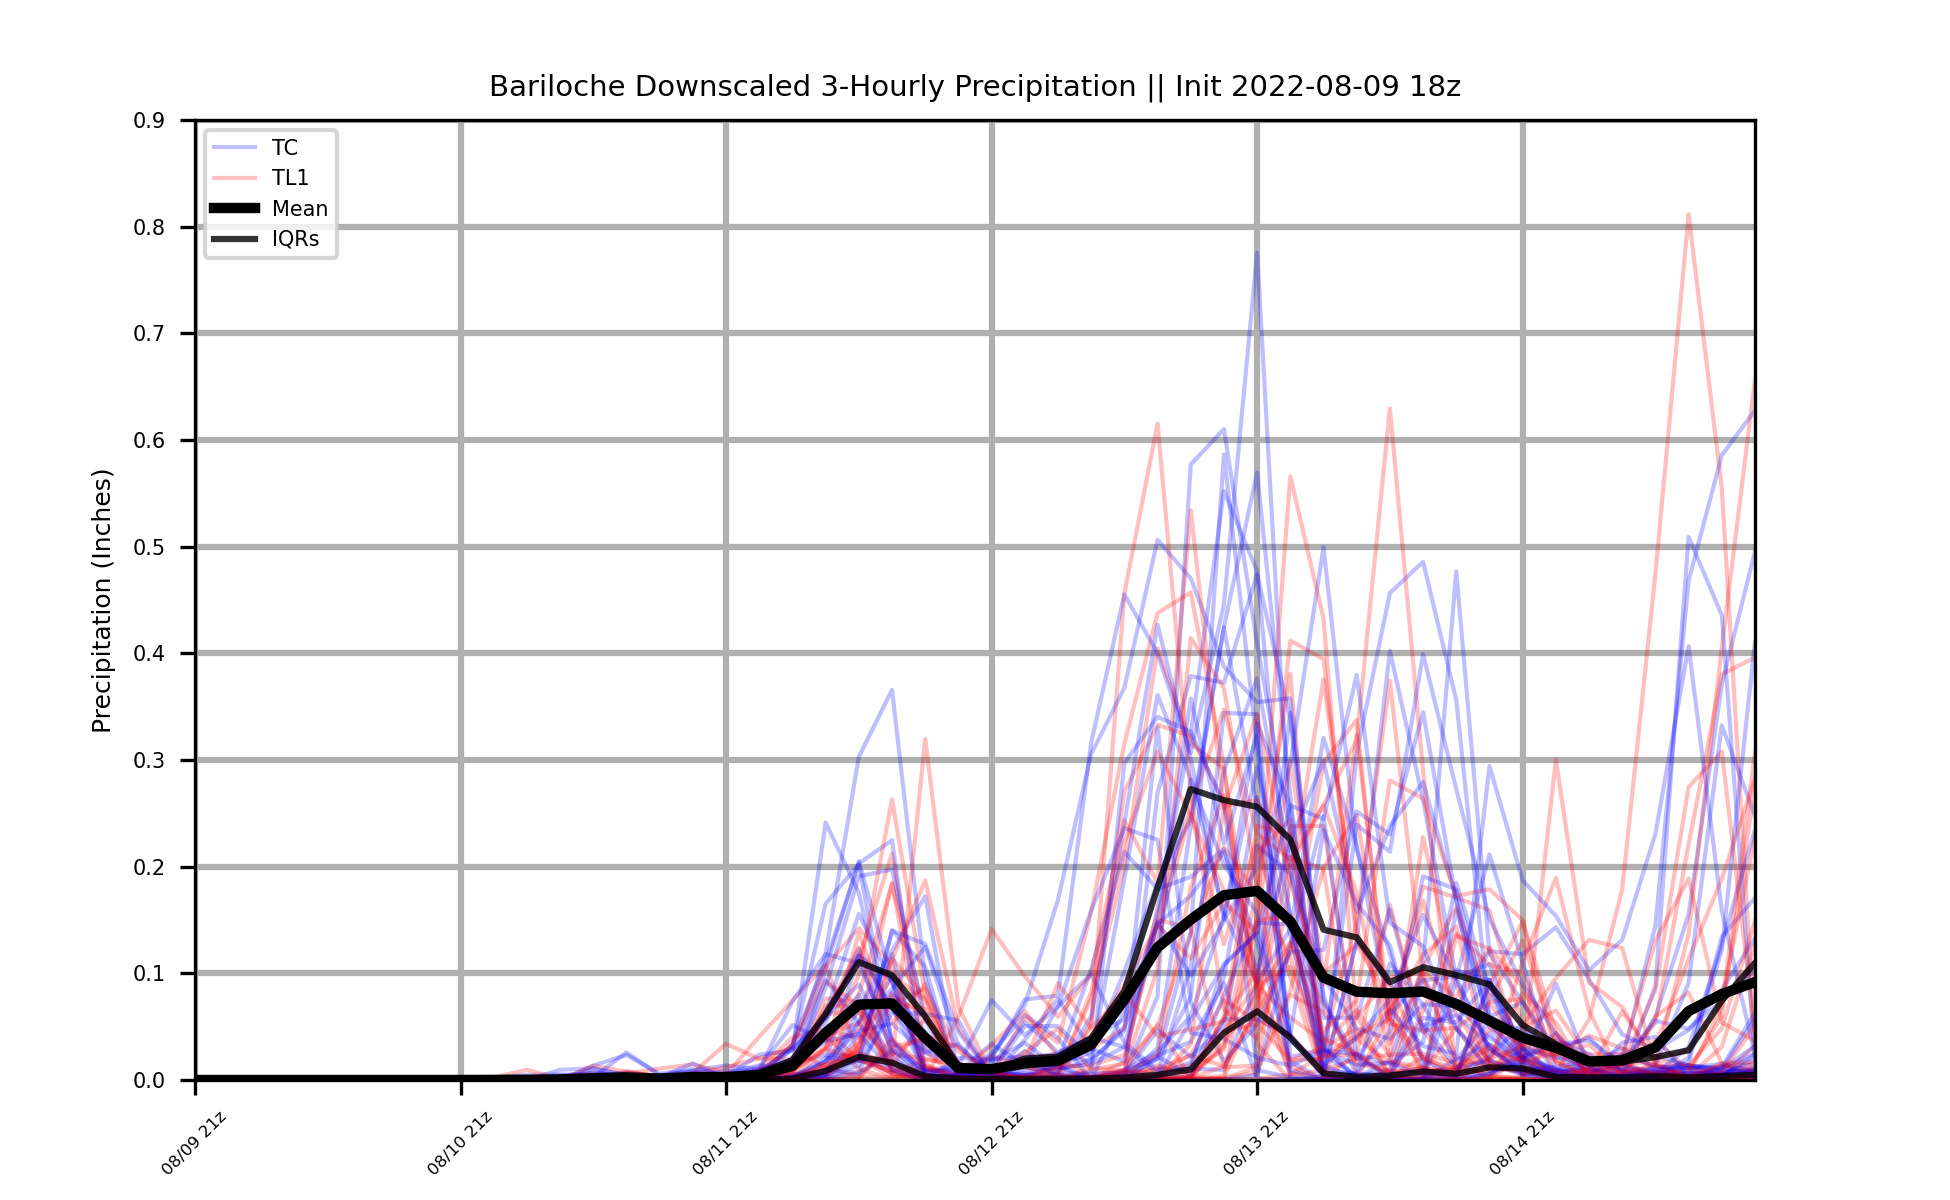 Bariloche Downscaled 3-Hourly Precipitation || Init 2022-08-09 18z
TC
TL1
Mean
IQRs
Precipitation (Inches)
0.9
0.8
0.7
0.6
0.5
0.4
0.3
0.2
0.1
0.0
08/09 21z
08/10 21z
08/11 21z
08/12 21z
08/13 21z
08/14 21z